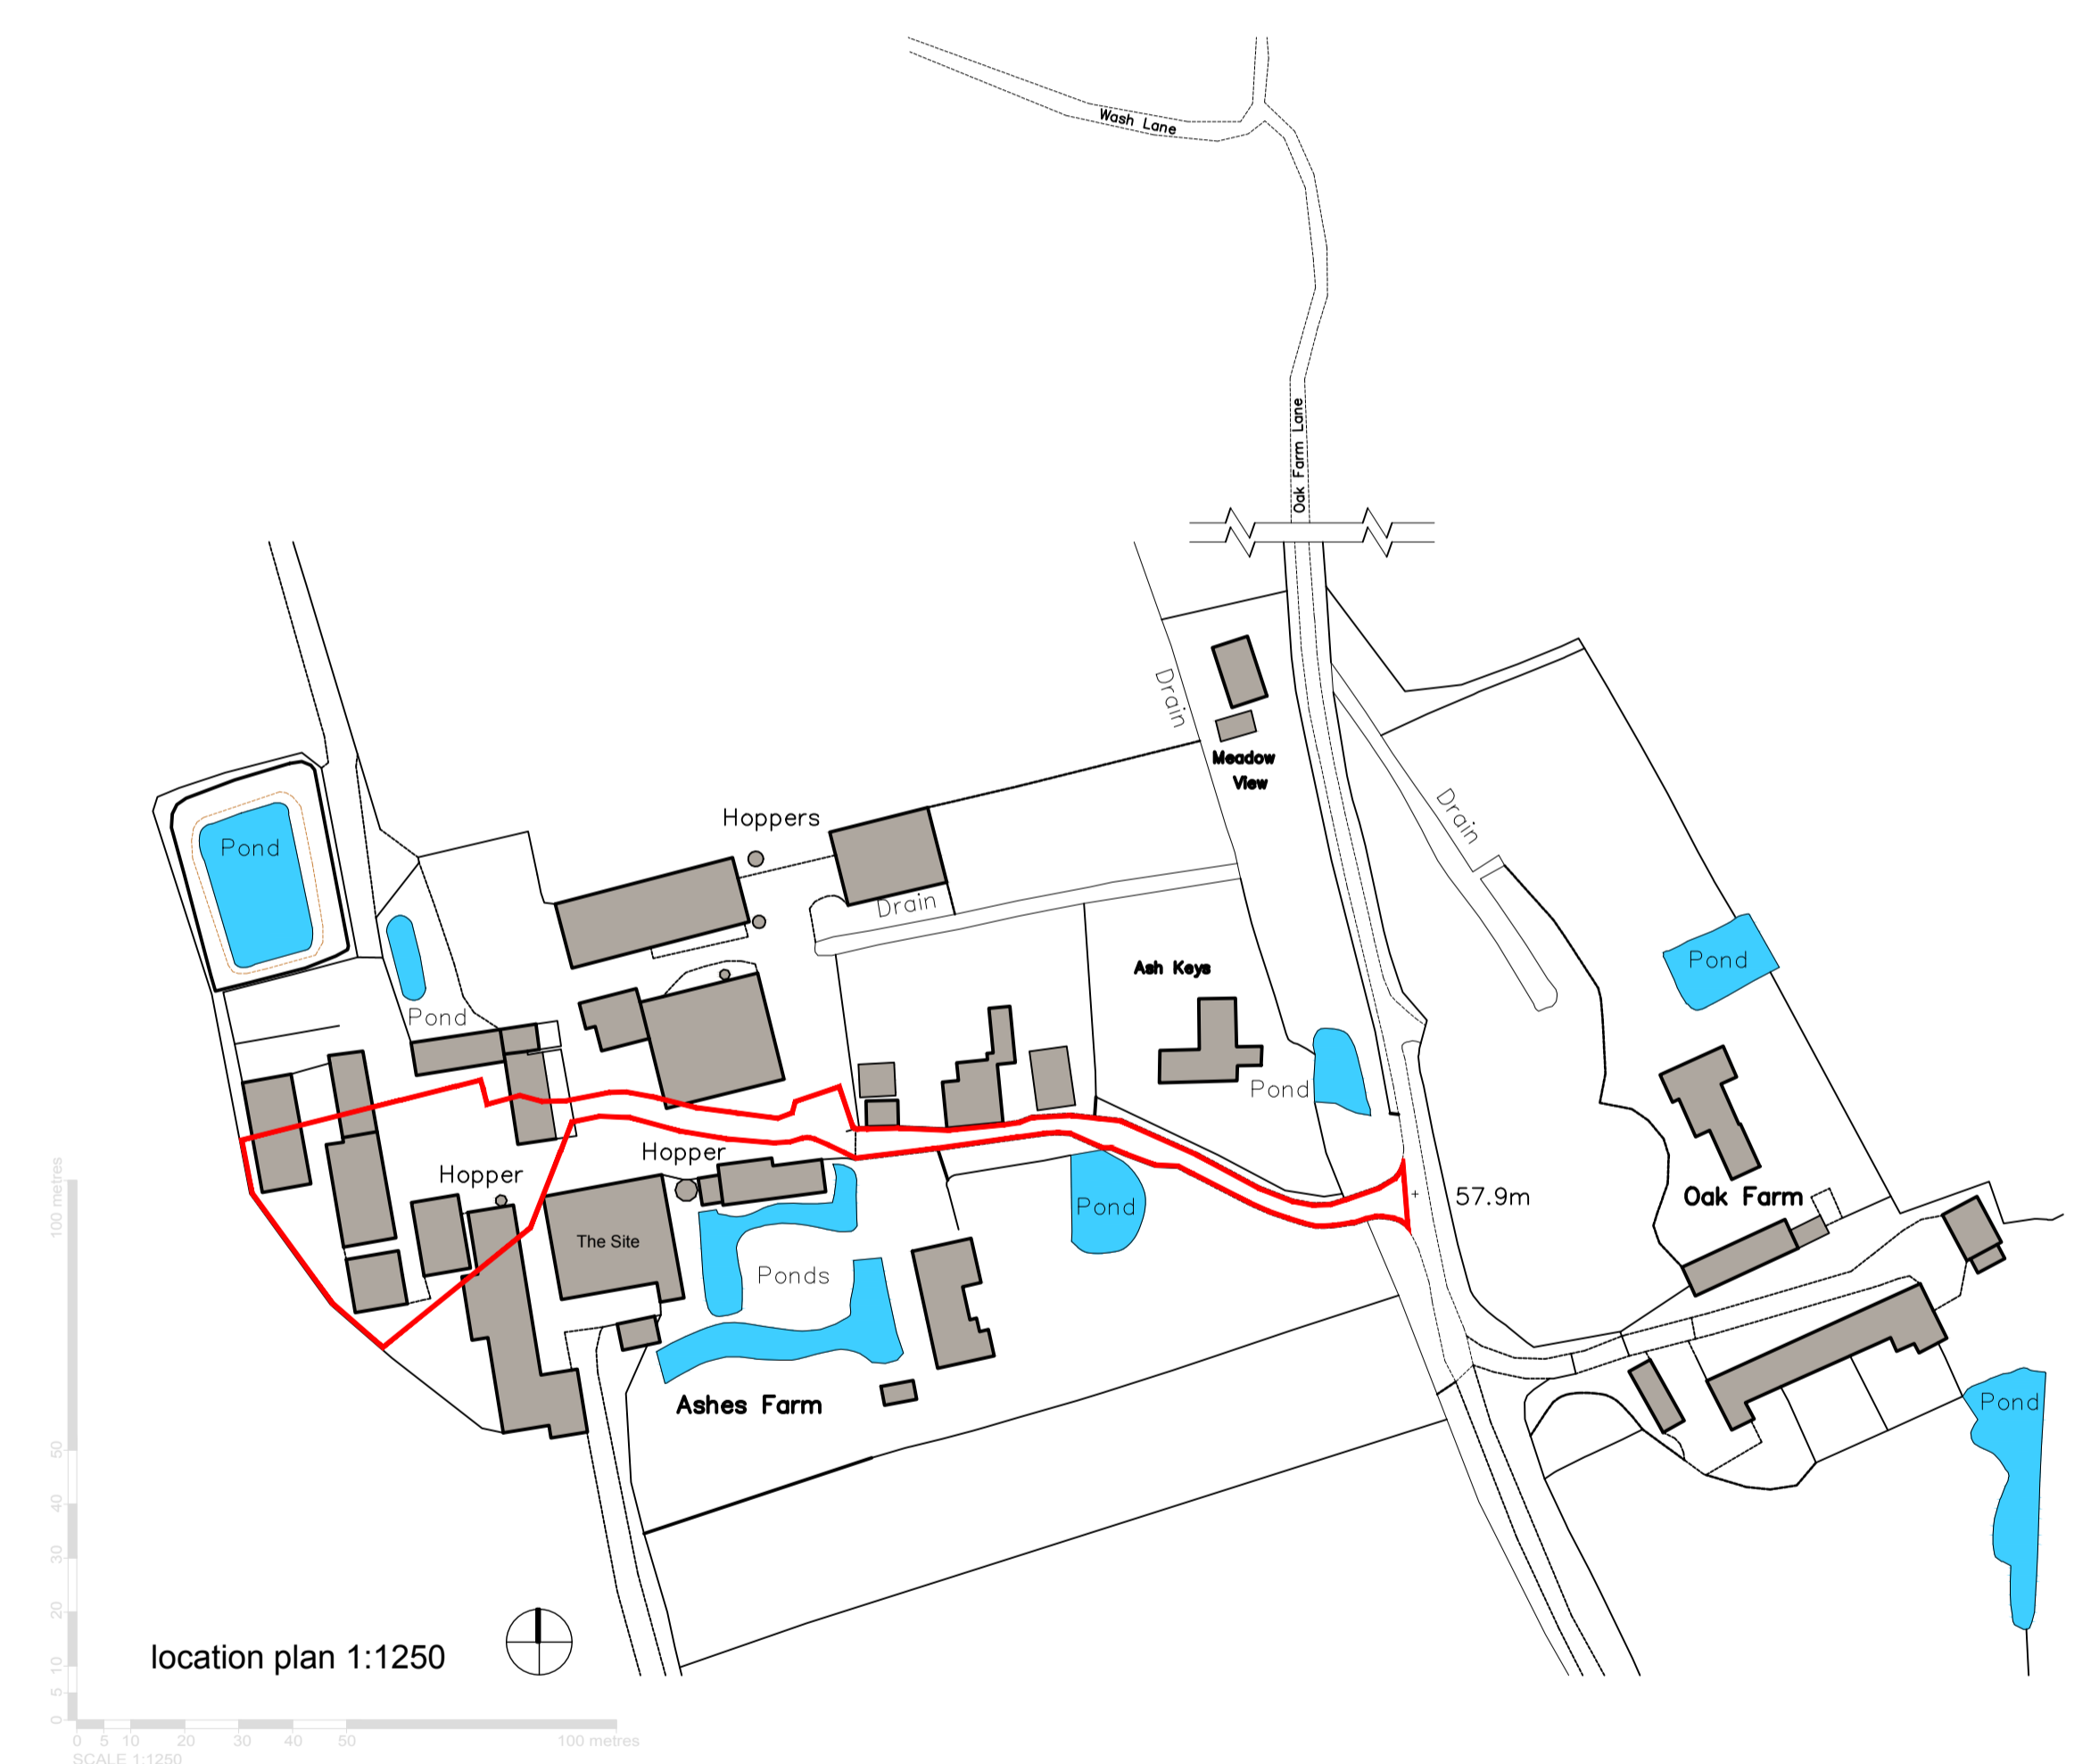 Wash Lane
Oak Farm Lane
Drain
Meadow
View
Hoppers
Pond
Drain
Drain
Ash Keys
Pond
Pond
Pond
Hopper
Hopper
57.9m
Oak Farm
Pond
The Site
Ponds
Ashes Farm
Pond
location plan 1:1250
100 metres
50
40
30
20
10
5
0
0 5 10 20 30 40 50 100 metres
SCALE 1:1250